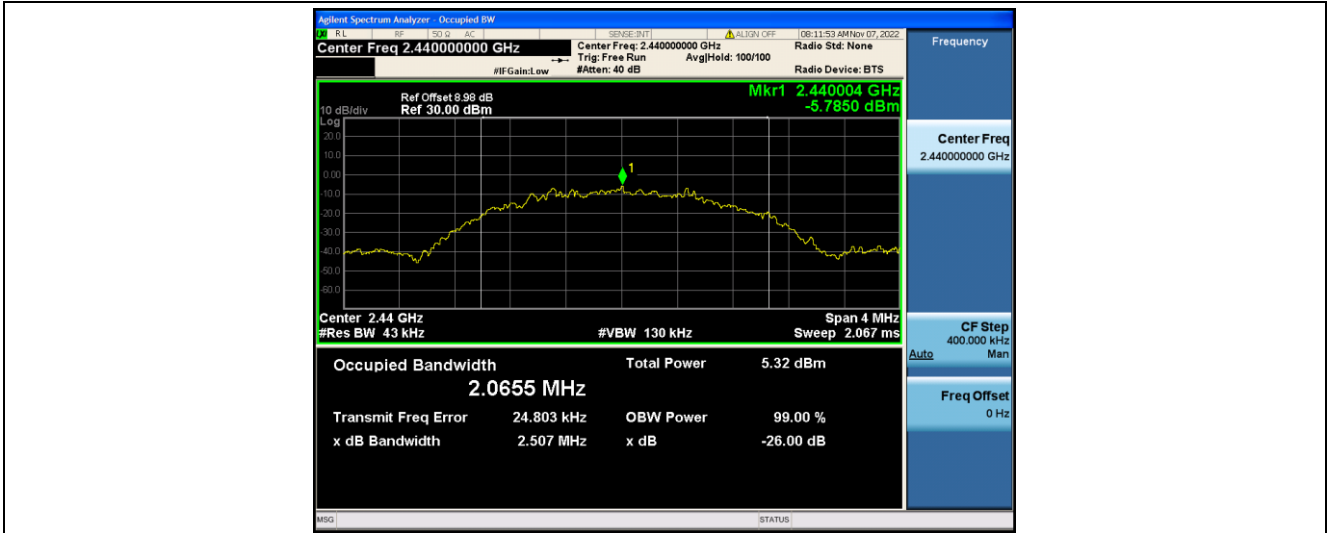 Agilent Spectrum Analyzer - Occupied BW
RL RF 50 Ω AC SENSE:INT ALIGN OFF 08:11:53 AM Nov 07, 2022
Center Freq 2.440000000 GHz
Center Freq: 2.440000000 GHz
Radio Std: None
Trig: Free Run Avg|Hold: 100/100
#IFGain:Low #Atten: 40 dB Radio Device: BTS
Frequency
Mkr1 2.440004 GHz
-5.7850 dBm
Ref Offset 8.98 dB
10 dB/div Ref 30.00 dBm
Log
20.0
10.0
0.00
-10.0
-20.0
-30.0
-40.0
-50.0
-60.0
1
Center 2.44 GHz Span 4 MHz
#Res BW 43 kHz #VBW 130 kHz Sweep 2.067 ms
Center Freq
2.440000000 GHz
CF Step
400.000 kHz
Auto Man
Freq Offset
0 Hz
Occupied Bandwidth Total Power 5.32 dBm
2.0655 MHz
Transmit Freq Error 24.803 kHz OBW Power 99.00 %
x dB Bandwidth 2.507 MHz x dB -26.00 dB
MSG STATUS